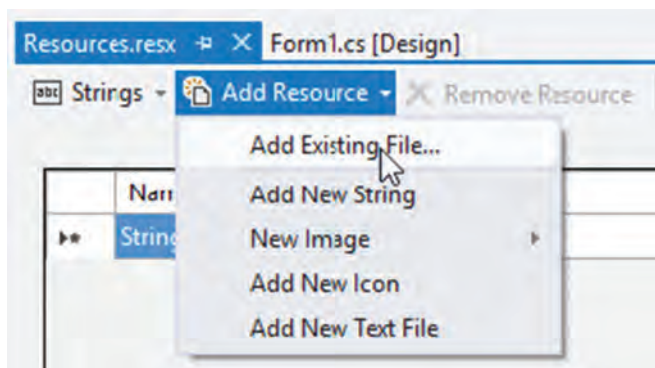 Resources.resx Form1.cs [Design]
abc Strings Add Resource Remove Resource
Add Existing File...
Add New String
New Image
Add New Icon
Add New Text File